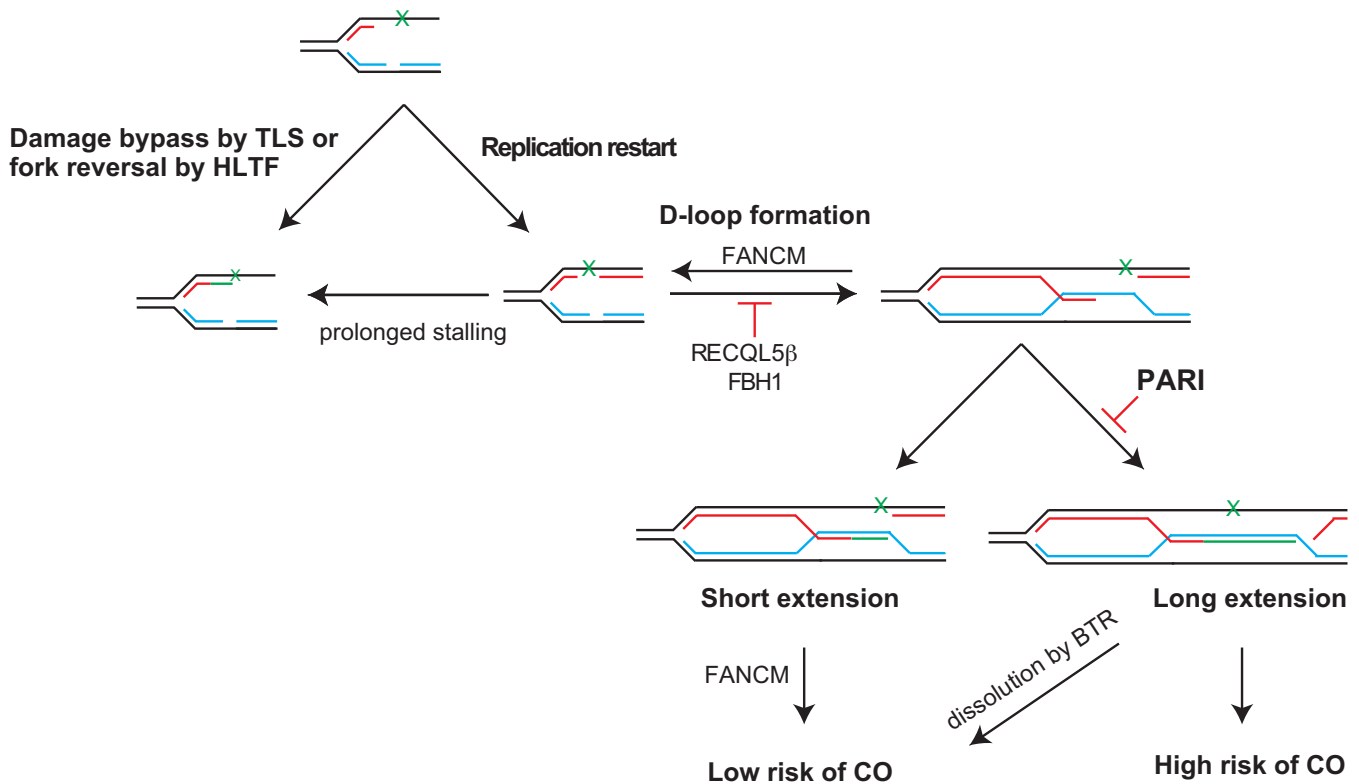 X
Damage bypass by TLS or
fork reversal by HLTF
Replication restart
D-loop formation
FANCM
X
X
X
prolonged stalling
RECQL5β
FBH1
PARI
X
X
Short extension
Long extension
FANCM
dissolution by BTR
Low risk of CO
High risk of CO